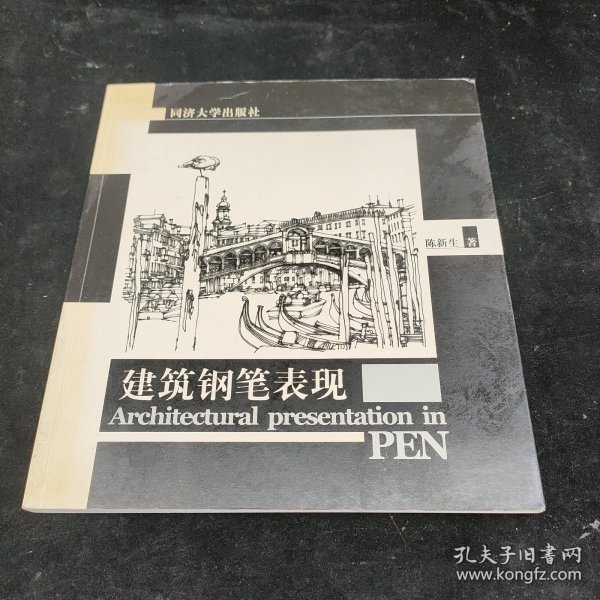 同济大学出版社
陈新生 著
建筑钢笔表现
Architectural presentation in
PEN
孔夫子旧書网
www.kongfz.com